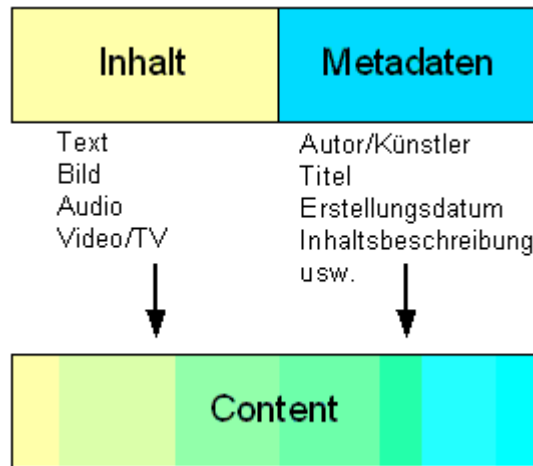 Inhalt
Metadaten
Text
Bild
Audio
Video/TV
Autor/Künstler
Titel
Erstellungsdatum
Inhaltsbeschreibung
usw.
Content